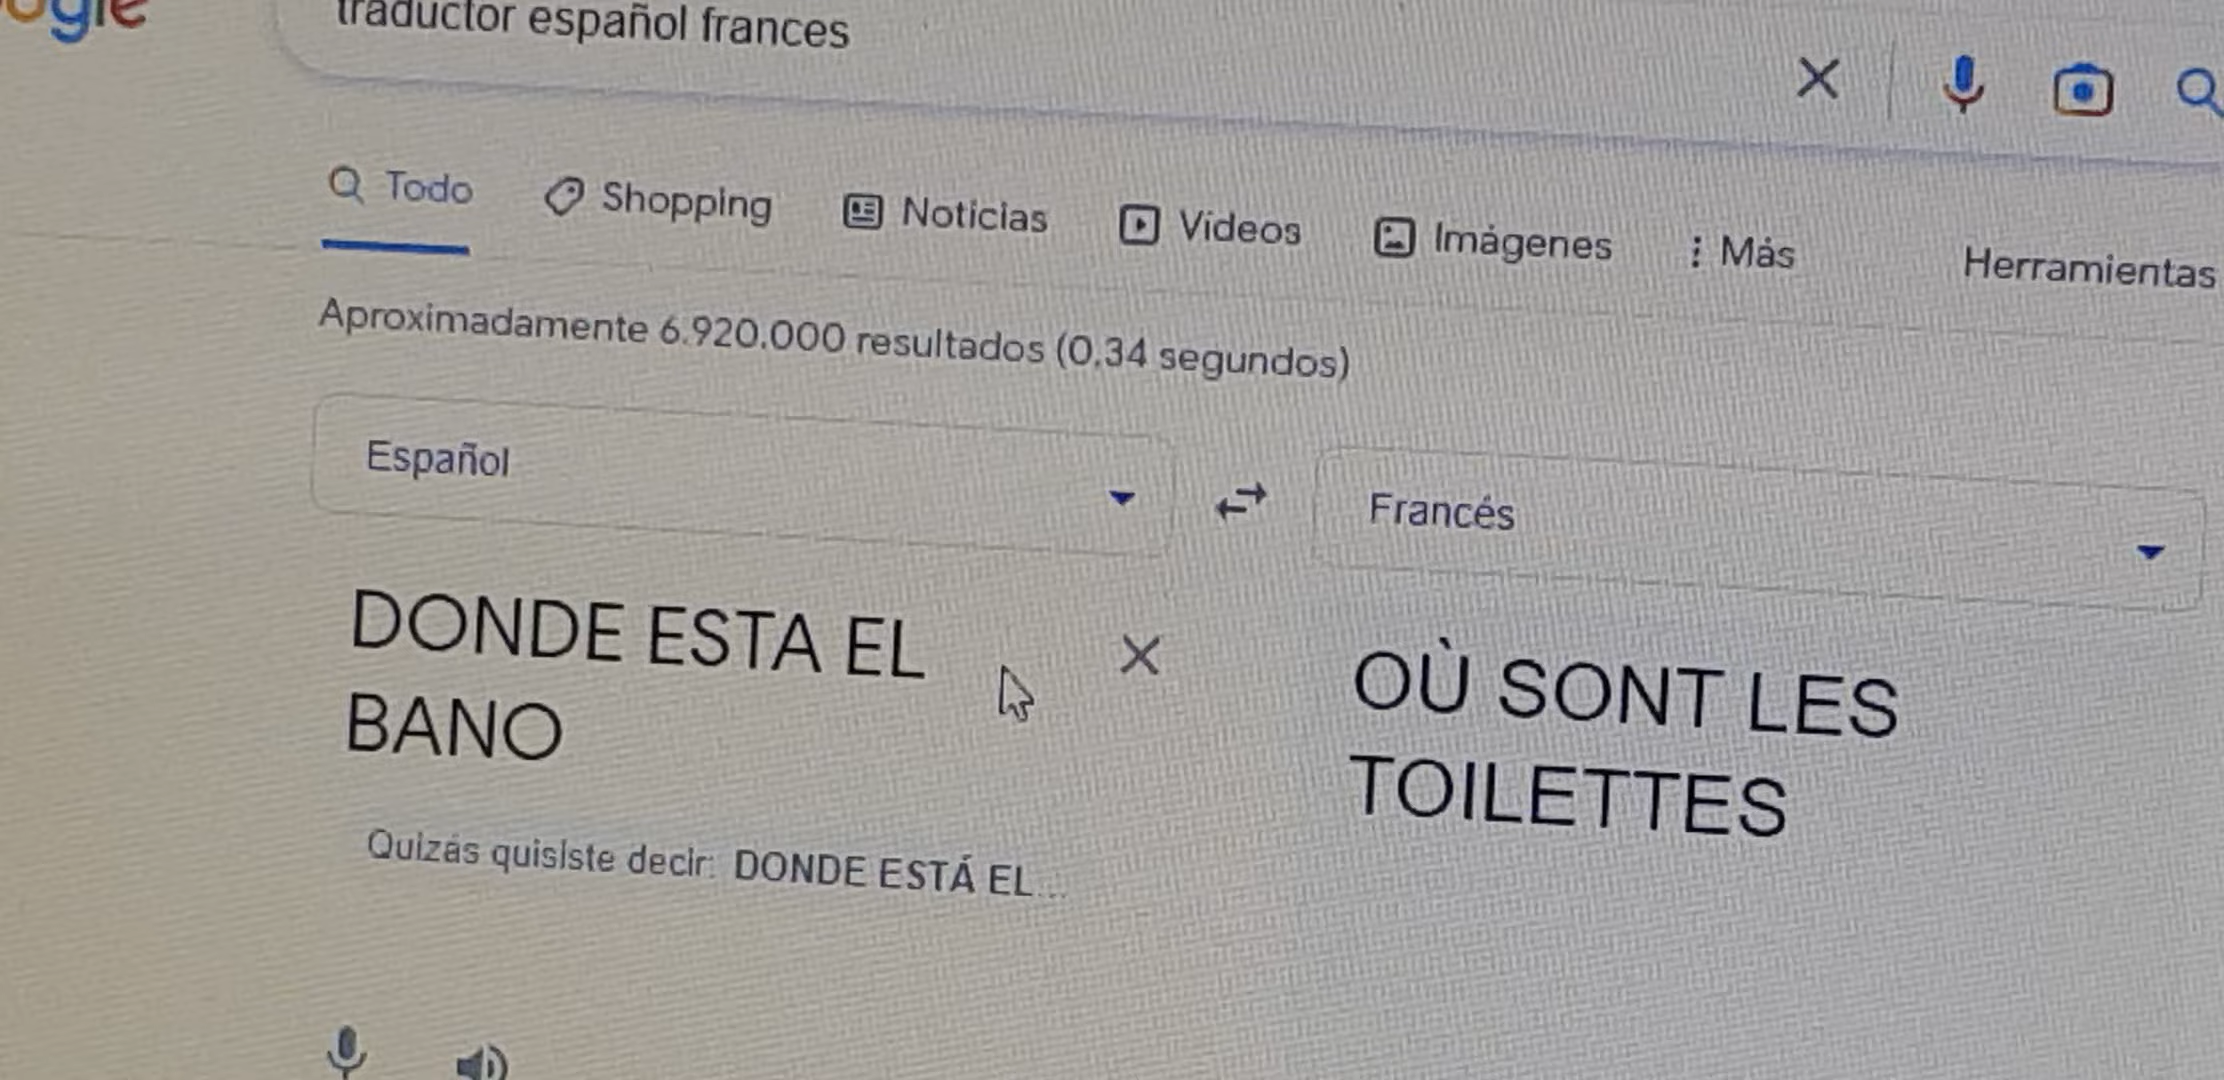 traductor español frances
Todo Shopping Noticias Vídeos Imágenes Más Herramientas
Aproximadamente 6.920.000 resultados (0,34 segundos)
Español Francés
DONDE ESTA EL
BANO
OÙ SONT LES
TOILETTES
Quizás quisiste decir: DONDE ESTÁ EL...